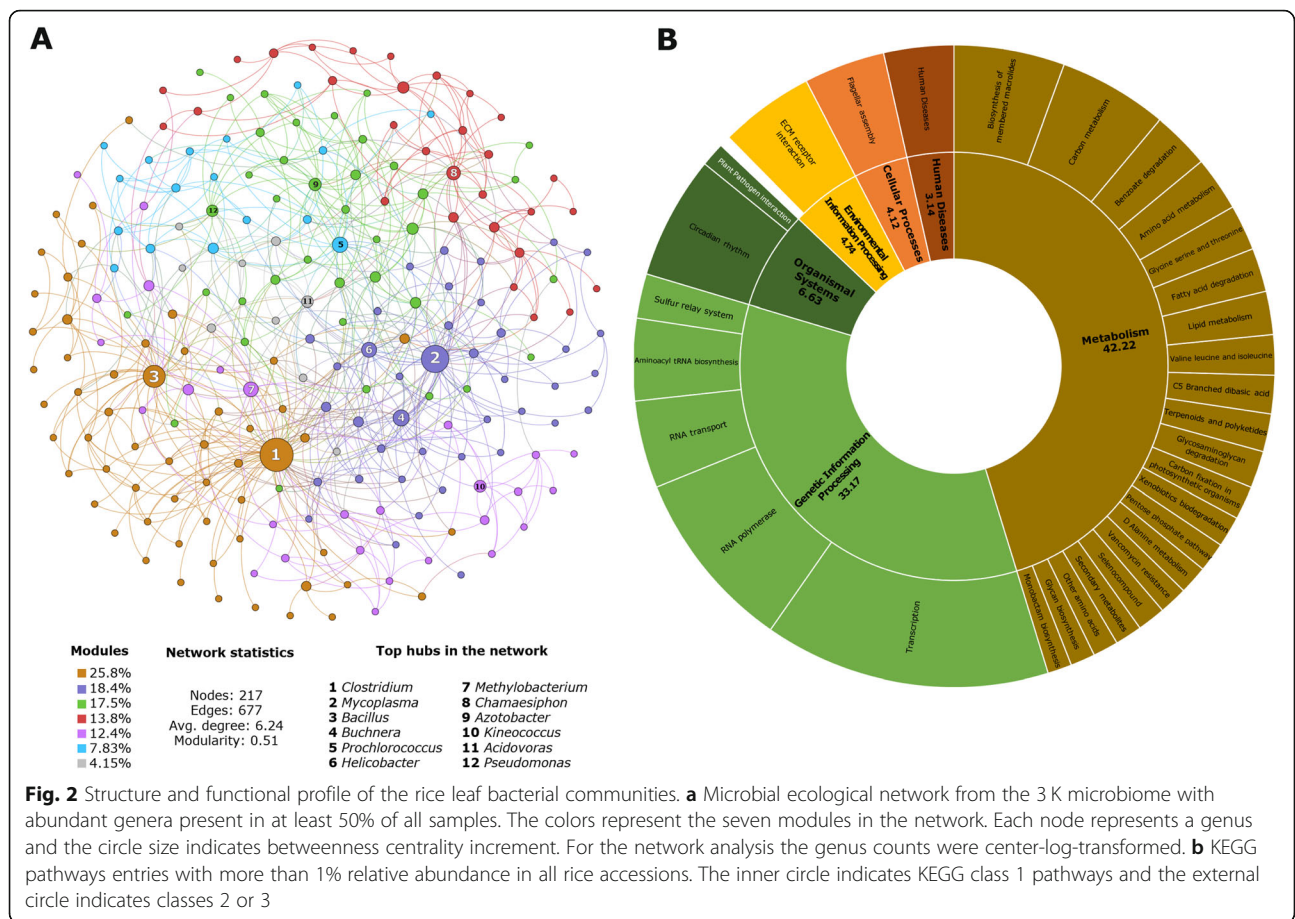 A
B
8
9
12
5
11
6
2
3
7
4
1
10
Human Diseases
Flagellar assembly
ECM receptor
interaction
Plant Pathogen interaction
Circadian rhythm
Sulfur relay system
Aminoacyl tRNA biosynthesis
RNA transport
RNA polymerase
Transcription
Biosynthesis of
membered macrolides
Carbon metabolism
Benzoate degradation
Amino acid metabolism
Glycine serine and threonine
Fatty acid degradation
Lipid metabolism
Valine leucine and isoleucine
C5 Branched dibasic acid
Terpenoids and polyketides
Glycosaminoglycan
degradation
Carbon fixation in
photosynthetic organisms
Xenobiotics biodegradation
Pentose phosphate pathway
D Alanine metabolism
Vancomycin resistance
Selenocompound
Secondary metabolites
Other amino acids
Glycan biosynthesis
Monobactam biosynthesis
Human Diseases
3.14
Cellular Processes
4.12
Environmental
Information Processing
4.74
Organismal
Systems
6.63
Genetic Information
Processing
33.17
Metabolism
42.22
Modules
25.8%
18.4%
17.5%
13.8%
12.4%
7.83%
4.15%
Network statistics
Nodes: 217
Edges: 677
Avg. degree: 6.24
Modularity: 0.51
Top hubs in the network
1 Clostridium
2 Mycoplasma
3 Bacillus
4 Buchnera
5 Prochlorococcus
6 Helicobacter
7 Methylobacterium
8 Chamaesiphon
9 Azotobacter
10 Kineococcus
11 Acidovoras
12 Pseudomonas
Fig. 2 Structure and functional profile of the rice leaf bacterial communities. a Microbial ecological network from the 3 K microbiome with
abundant genera present in at least 50% of all samples. The colors represent the seven modules in the network. Each node represents a genus
and the circle size indicates betweenness centrality increment. For the network analysis the genus counts were center-log-transformed. b KEGG
pathways entries with more than 1% relative abundance in all rice accessions. The inner circle indicates KEGG class 1 pathways and the external
circle indicates classes 2 or 3